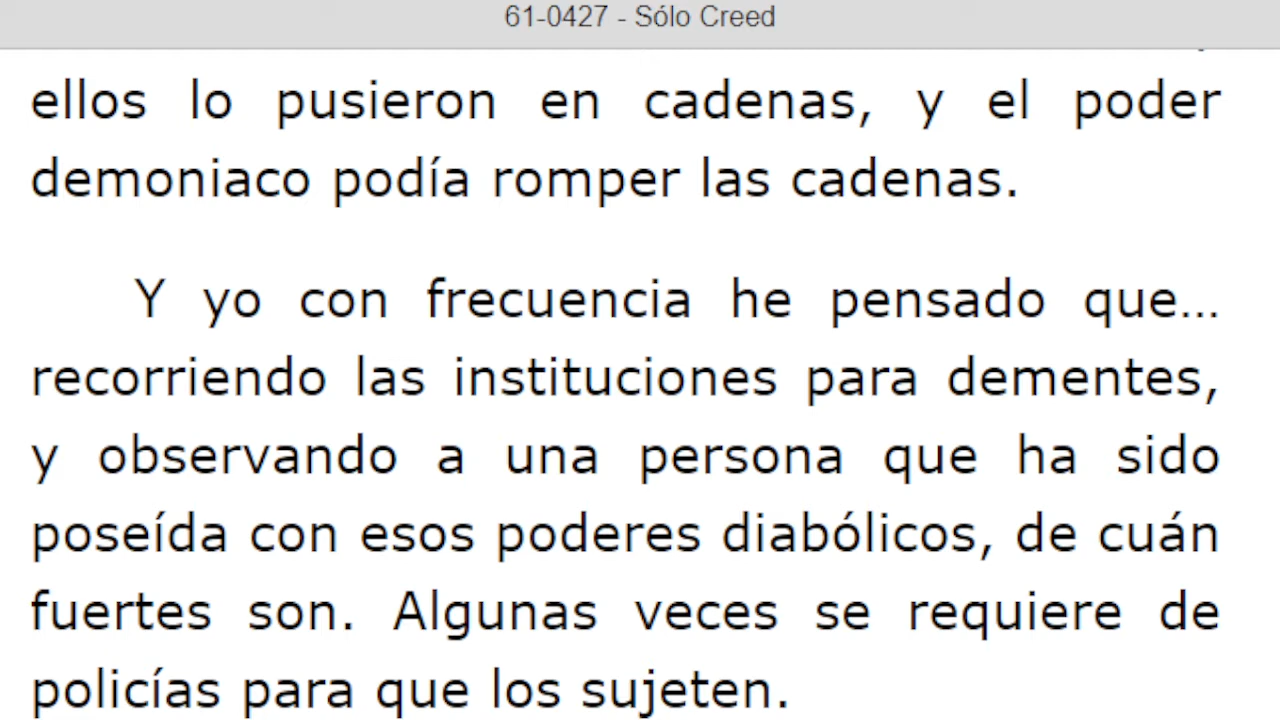 61-0427 - Sólo Creed
ellos lo pusieron en cadenas, y el poder
demoniaco podía romper las cadenas.
Y yo con frecuencia he pensado que...
recorriendo las instituciones para dementes,
y observando a una persona que ha sido
poseída con esos poderes diabólicos, de cuán
fuertes son. Algunas veces se requiere de
policías para que los sujeten.